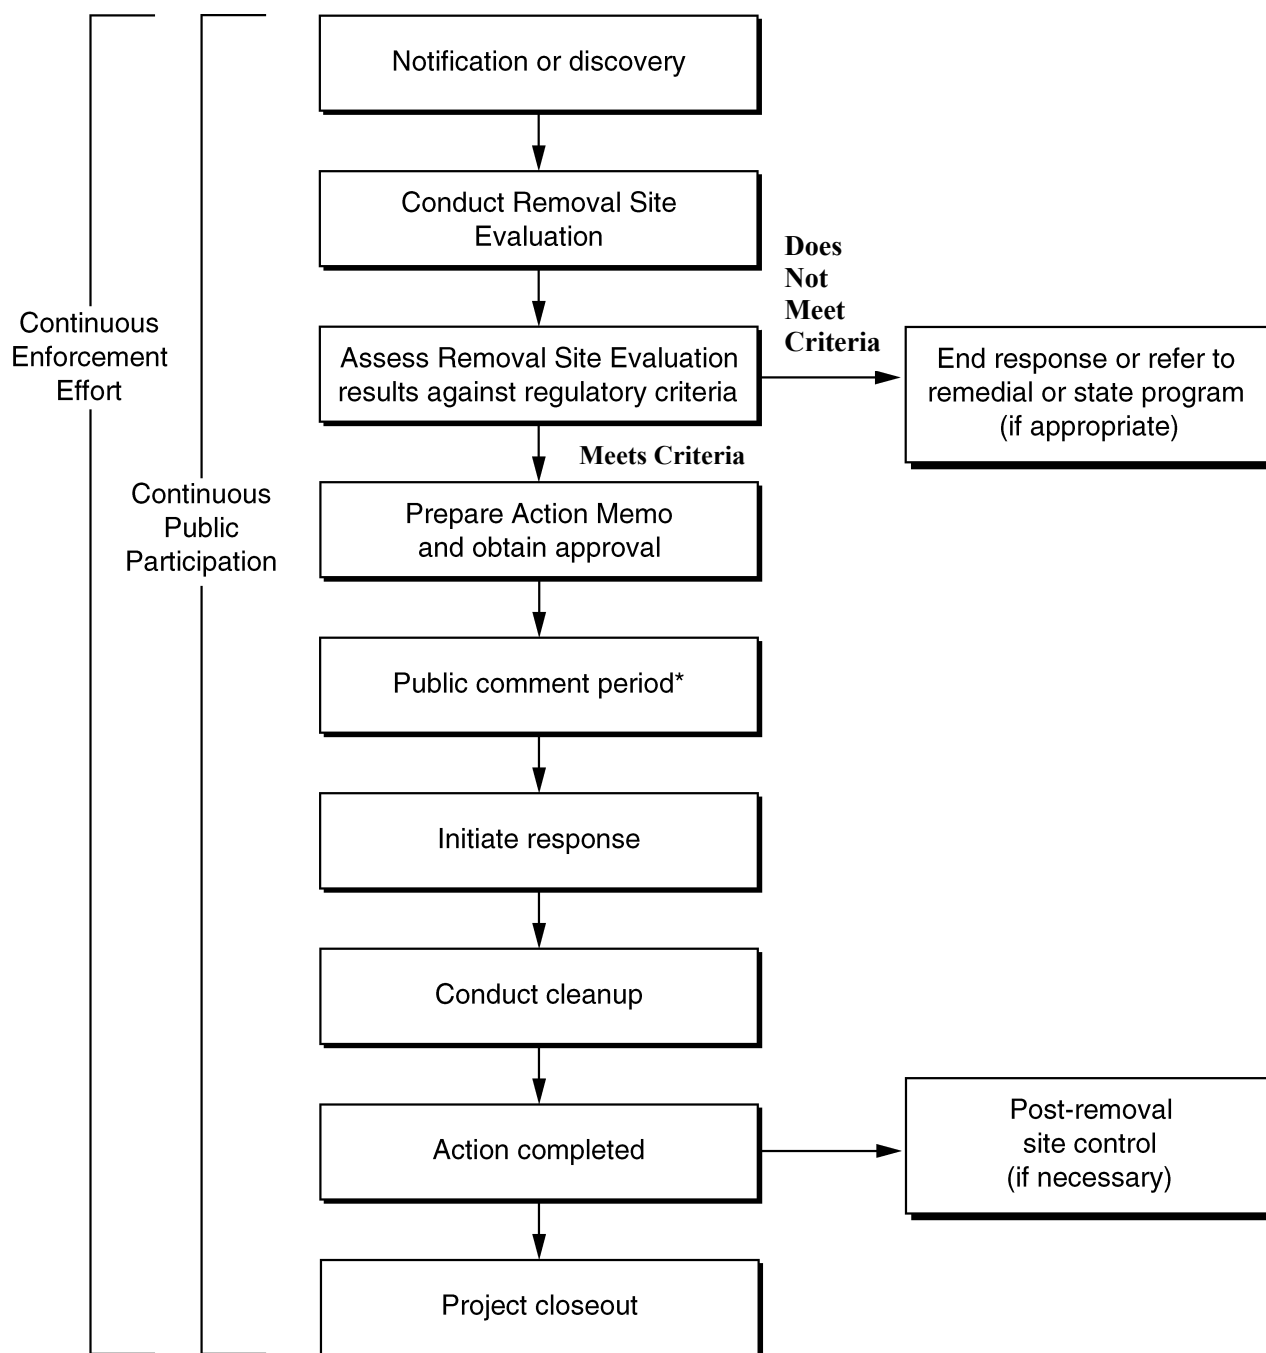 Notification or discovery
Conduct Removal Site
Evaluation
Does
Not
Meet
Criteria
Continuous
Enforcement
Effort
Assess Removal Site Evaluation
results against regulatory criteria
End response or refer to
remedial or state program
(if appropriate)
Meets Criteria
Continuous
Public
Participation
Prepare Action Memo
and obtain approval
Public comment period*
Initiate response
Conduct cleanup
Action completed
Post-removal
site control
(if necessary)
Project closeout